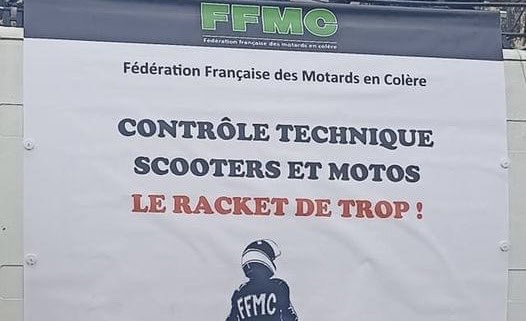 FFMC
Fédération française des motards en colère
Fédération Française des Motards en Colère
CONTRÔLE TECHNIQUE
SCOOTERS ET MOTOS
LE RACKET DE TROP !
FFMC